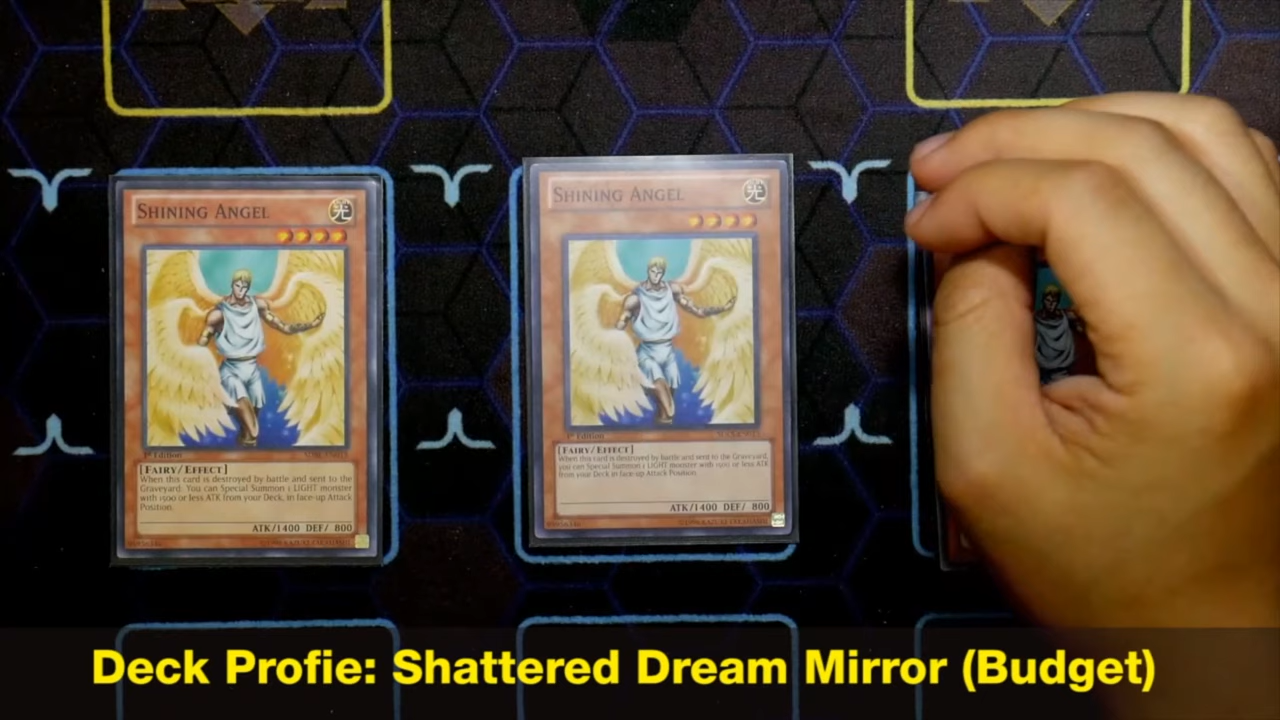 SHINING ANGEL
光
1st Edition
[FAIRY/EFFECT]
When this card is destroyed by battle and sent to the
Graveyard: You can Special Summon 1 LIGHT monster
with 1500 or less ATK from your Deck, in face-up Attack
Position.
ATK/1400 DEF/ 800
SHINING ANGEL
光
1st Edition
[FAIRY/EFFECT]
When this card is destroyed by battle and sent to the Graveyard,
you can Special Summon 1 LIGHT monster with 1500 or less ATK
from your Deck in face-up Attack Position.
ATK/1400 DEF/ 800
Deck Profie: Shattered Dream Mirror (Budget)